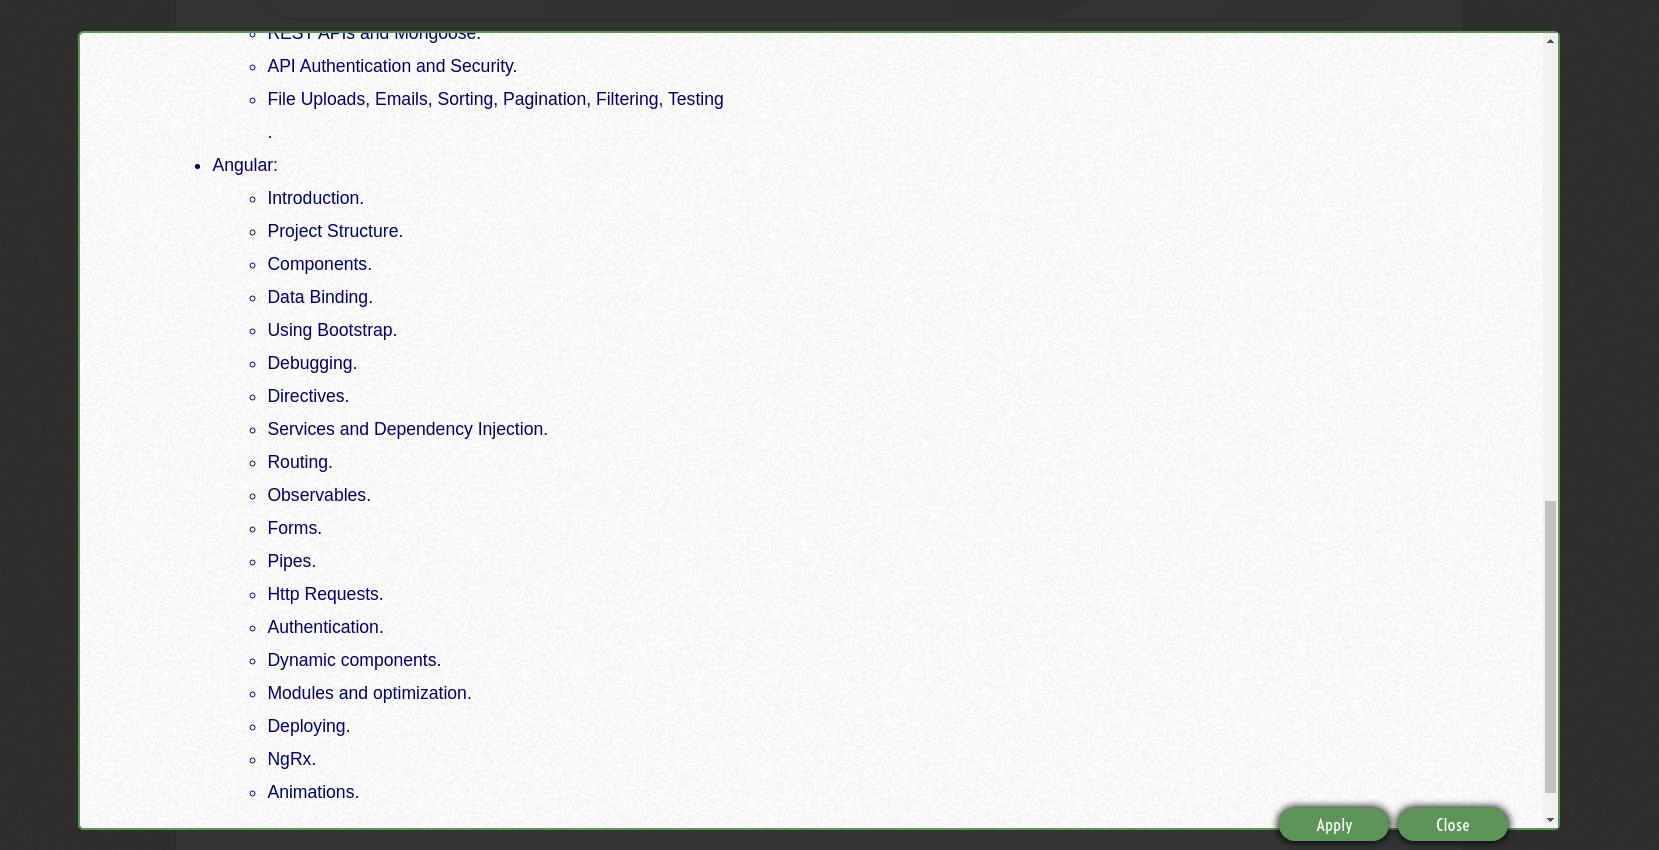 REST APIs and Mongoose.
API Authentication and Security.
File Uploads, Emails, Sorting, Pagination, Filtering, Testing
.
Angular:
Introduction.
Project Structure.
Components.
Data Binding.
Using Bootstrap.
Debugging.
Directives.
Services and Dependency Injection.
Routing.
Observables.
Forms.
Pipes.
Http Requests.
Authentication.
Dynamic components.
Modules and optimization.
Deploying.
NgRx.
Animations.
Apply
Close